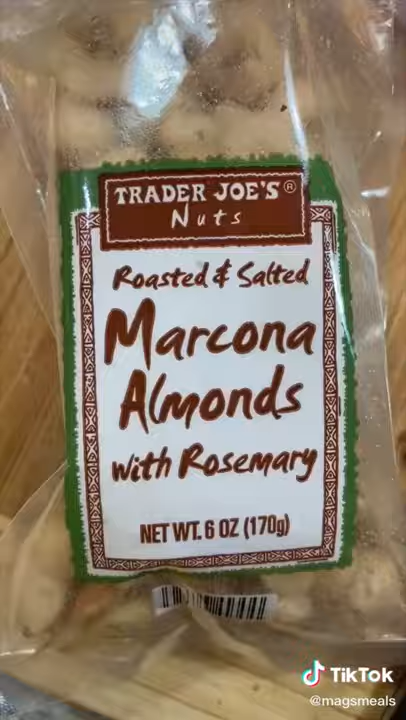 TRADER JOE'S®
Nuts
Roasted & Salted
Marcona
Almonds
with Rosemary
NET WT. 6 OZ (170g)
TikTok
@magsmeals